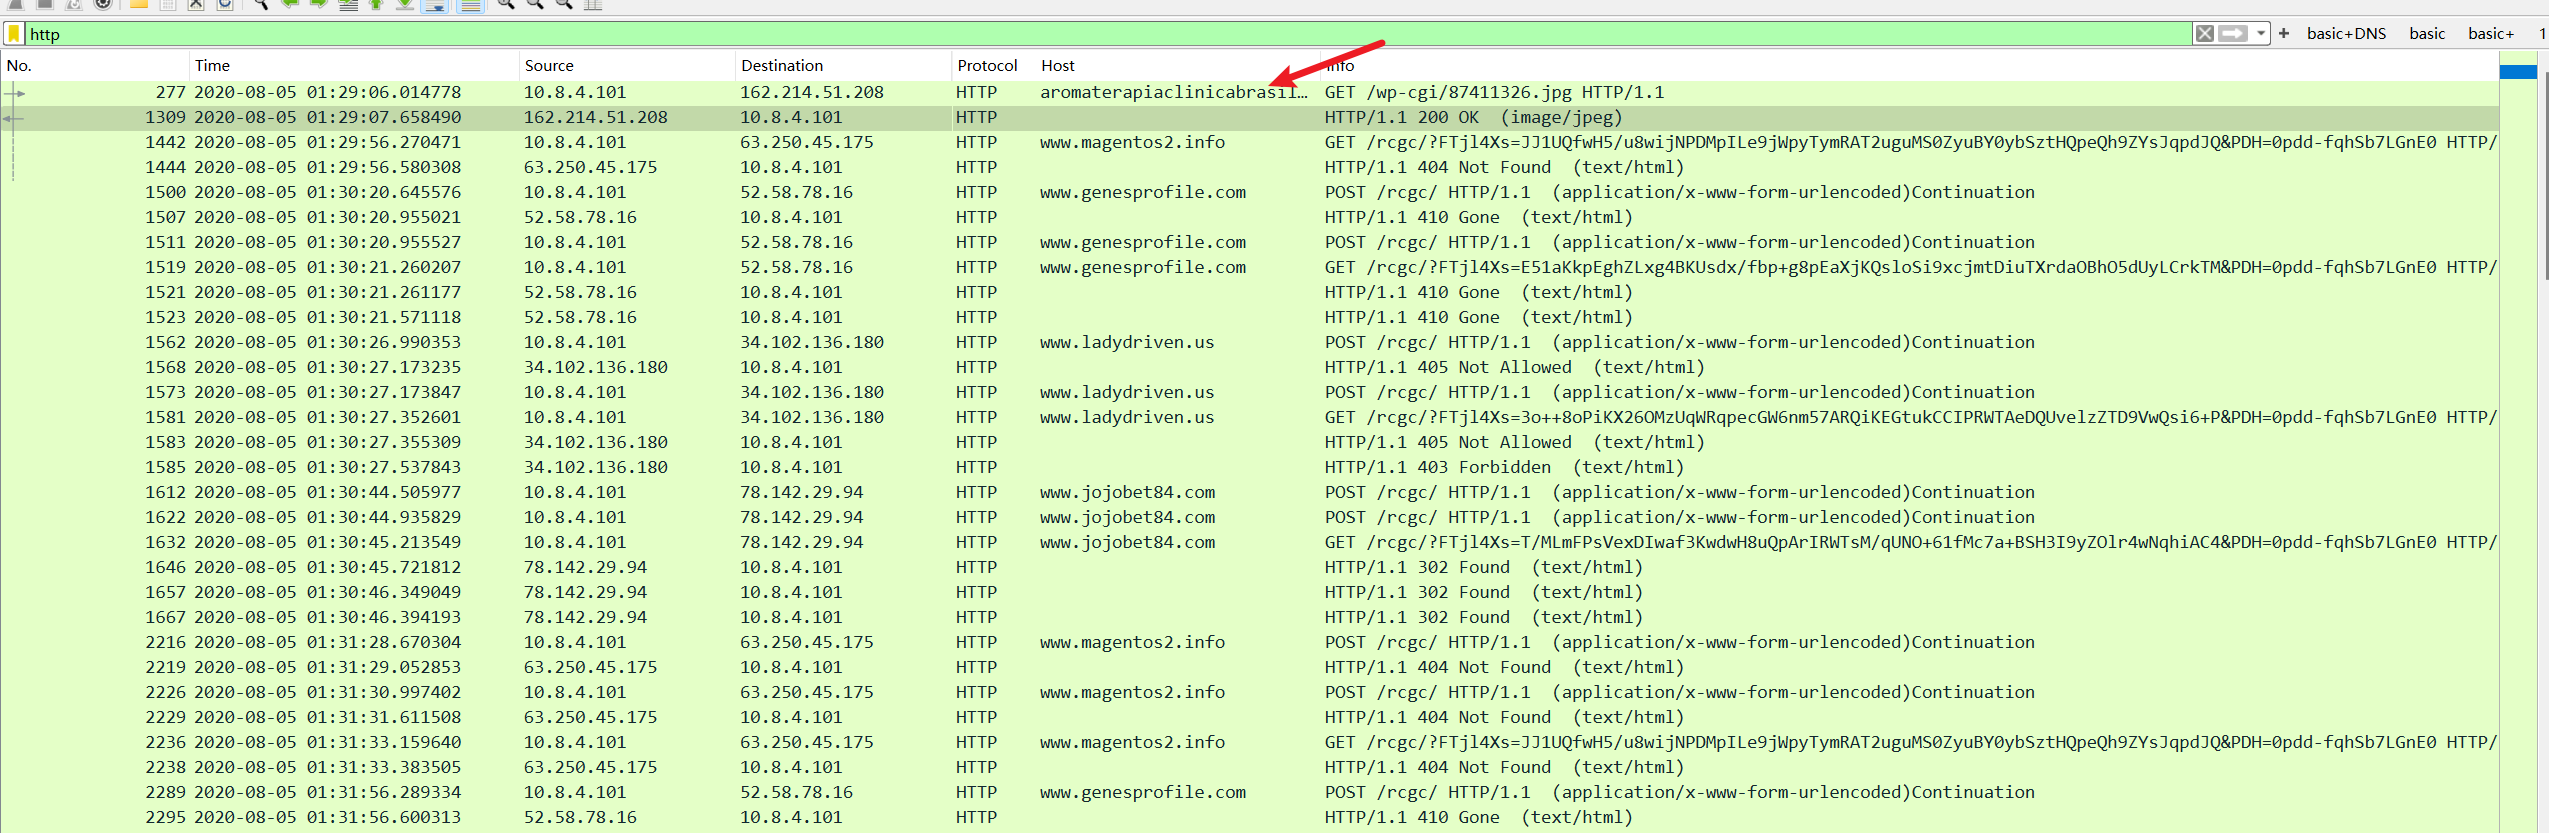 http + basic+DNS basic basic+ 1
No. Time Source Destination Protocol Host Info
277 2020-08-05 01:29:06.014778 10.8.4.101 162.214.51.208 HTTP aromaterapiaclinicabrasil… GET /wp-cgi/87411326.jpg HTTP/1.1
1309 2020-08-05 01:29:07.658490 162.214.51.208 10.8.4.101 HTTP HTTP/1.1 200 OK (image/jpeg)
1442 2020-08-05 01:29:56.270471 10.8.4.101 63.250.45.175 HTTP www.magentos2.info GET /rcgc/?FTjl4Xs=JJ1UQfwH5/u8wijNPDMpILe9jWpyTymRAT2uguMS0ZyuBY0ybSztHQpeQh9ZYsJqpdJQ&PDH=0pdd-fqhSb7LGnE0 HTTP/
1444 2020-08-05 01:29:56.580308 63.250.45.175 10.8.4.101 HTTP HTTP/1.1 404 Not Found (text/html)
1500 2020-08-05 01:30:20.645576 10.8.4.101 52.58.78.16 HTTP www.genesprofile.com POST /rcgc/ HTTP/1.1 (application/x-www-form-urlencoded)Continuation
1507 2020-08-05 01:30:20.955021 52.58.78.16 10.8.4.101 HTTP HTTP/1.1 410 Gone (text/html)
1511 2020-08-05 01:30:20.955527 10.8.4.101 52.58.78.16 HTTP www.genesprofile.com POST /rcgc/ HTTP/1.1 (application/x-www-form-urlencoded)Continuation
1519 2020-08-05 01:30:21.260207 10.8.4.101 52.58.78.16 HTTP www.genesprofile.com GET /rcgc/?FTjl4Xs=E51aKkpEghZLxg4BKUsdx/fbp+g8pEaXjKQsloSi9xcjmtDiuTXrdaOBhO5dUyLCrkTM&PDH=0pdd-fqhSb7LGnE0 HTTP/
1521 2020-08-05 01:30:21.261177 52.58.78.16 10.8.4.101 HTTP HTTP/1.1 410 Gone (text/html)
1523 2020-08-05 01:30:21.571118 52.58.78.16 10.8.4.101 HTTP HTTP/1.1 410 Gone (text/html)
1562 2020-08-05 01:30:26.990353 10.8.4.101 34.102.136.180 HTTP www.ladydriven.us POST /rcgc/ HTTP/1.1 (application/x-www-form-urlencoded)Continuation
1568 2020-08-05 01:30:27.173235 34.102.136.180 10.8.4.101 HTTP HTTP/1.1 405 Not Allowed (text/html)
1573 2020-08-05 01:30:27.173847 10.8.4.101 34.102.136.180 HTTP www.ladydriven.us POST /rcgc/ HTTP/1.1 (application/x-www-form-urlencoded)Continuation
1581 2020-08-05 01:30:27.352601 10.8.4.101 34.102.136.180 HTTP www.ladydriven.us GET /rcgc/?FTjl4Xs=3o++8oPiKX26OMzUqWRqpecGW6nm57ARQiKEGtukCCIPRWTAeDQUvelzZTD9VwQsi6+P&PDH=0pdd-fqhSb7LGnE0 HTTP/
1583 2020-08-05 01:30:27.355309 34.102.136.180 10.8.4.101 HTTP HTTP/1.1 405 Not Allowed (text/html)
1585 2020-08-05 01:30:27.537843 34.102.136.180 10.8.4.101 HTTP HTTP/1.1 403 Forbidden (text/html)
1612 2020-08-05 01:30:44.505977 10.8.4.101 78.142.29.94 HTTP www.jojobet84.com POST /rcgc/ HTTP/1.1 (application/x-www-form-urlencoded)Continuation
1622 2020-08-05 01:30:44.935829 10.8.4.101 78.142.29.94 HTTP www.jojobet84.com POST /rcgc/ HTTP/1.1 (application/x-www-form-urlencoded)Continuation
1632 2020-08-05 01:30:45.213549 10.8.4.101 78.142.29.94 HTTP www.jojobet84.com GET /rcgc/?FTjl4Xs=T/MLmFPsVexDIwaf3KwdwH8uQpArIRWTsM/qUNO+61fMc7a+BSH3I9yZOlr4wNqhiAC4&PDH=0pdd-fqhSb7LGnE0 HTTP/
1646 2020-08-05 01:30:45.721812 78.142.29.94 10.8.4.101 HTTP HTTP/1.1 302 Found (text/html)
1657 2020-08-05 01:30:46.349049 78.142.29.94 10.8.4.101 HTTP HTTP/1.1 302 Found (text/html)
1667 2020-08-05 01:30:46.394193 78.142.29.94 10.8.4.101 HTTP HTTP/1.1 302 Found (text/html)
2216 2020-08-05 01:31:28.670304 10.8.4.101 63.250.45.175 HTTP www.magentos2.info POST /rcgc/ HTTP/1.1 (application/x-www-form-urlencoded)Continuation
2219 2020-08-05 01:31:29.052853 63.250.45.175 10.8.4.101 HTTP HTTP/1.1 404 Not Found (text/html)
2226 2020-08-05 01:31:30.997402 10.8.4.101 63.250.45.175 HTTP www.magentos2.info POST /rcgc/ HTTP/1.1 (application/x-www-form-urlencoded)Continuation
2229 2020-08-05 01:31:31.611508 63.250.45.175 10.8.4.101 HTTP HTTP/1.1 404 Not Found (text/html)
2236 2020-08-05 01:31:33.159640 10.8.4.101 63.250.45.175 HTTP www.magentos2.info GET /rcgc/?FTjl4Xs=JJ1UQfwH5/u8wijNPDMpILe9jWpyTymRAT2uguMS0ZyuBY0ybSztHQpeQh9ZYsJqpdJQ&PDH=0pdd-fqhSb7LGnE0 HTTP/
2238 2020-08-05 01:31:33.383505 63.250.45.175 10.8.4.101 HTTP HTTP/1.1 404 Not Found (text/html)
2289 2020-08-05 01:31:56.289334 10.8.4.101 52.58.78.16 HTTP www.genesprofile.com POST /rcgc/ HTTP/1.1 (application/x-www-form-urlencoded)Continuation
2295 2020-08-05 01:31:56.600313 52.58.78.16 10.8.4.101 HTTP HTTP/1.1 410 Gone (text/html)